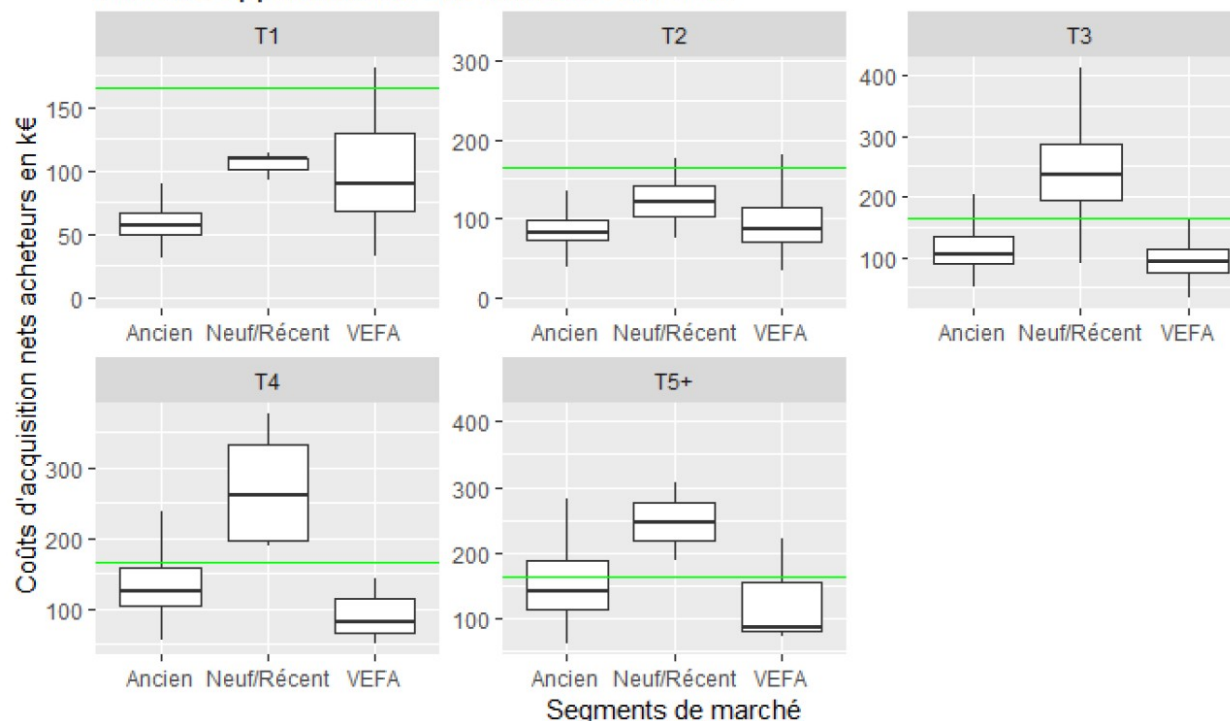 T1
T2
T3
150
100
50
0
300
200
100
0
400
300
200
100
Ancien Neuf/Récent VEFA
Ancien Neuf/Récent VEFA
Ancien Neuf/Récent VEFA
T4
T5+
300
200
100
400
300
200
100
Ancien Neuf/Récent VEFA
Ancien Neuf/Récent VEFA
Coûts d'acquisition nets acheteurs en k€
Segments de marché